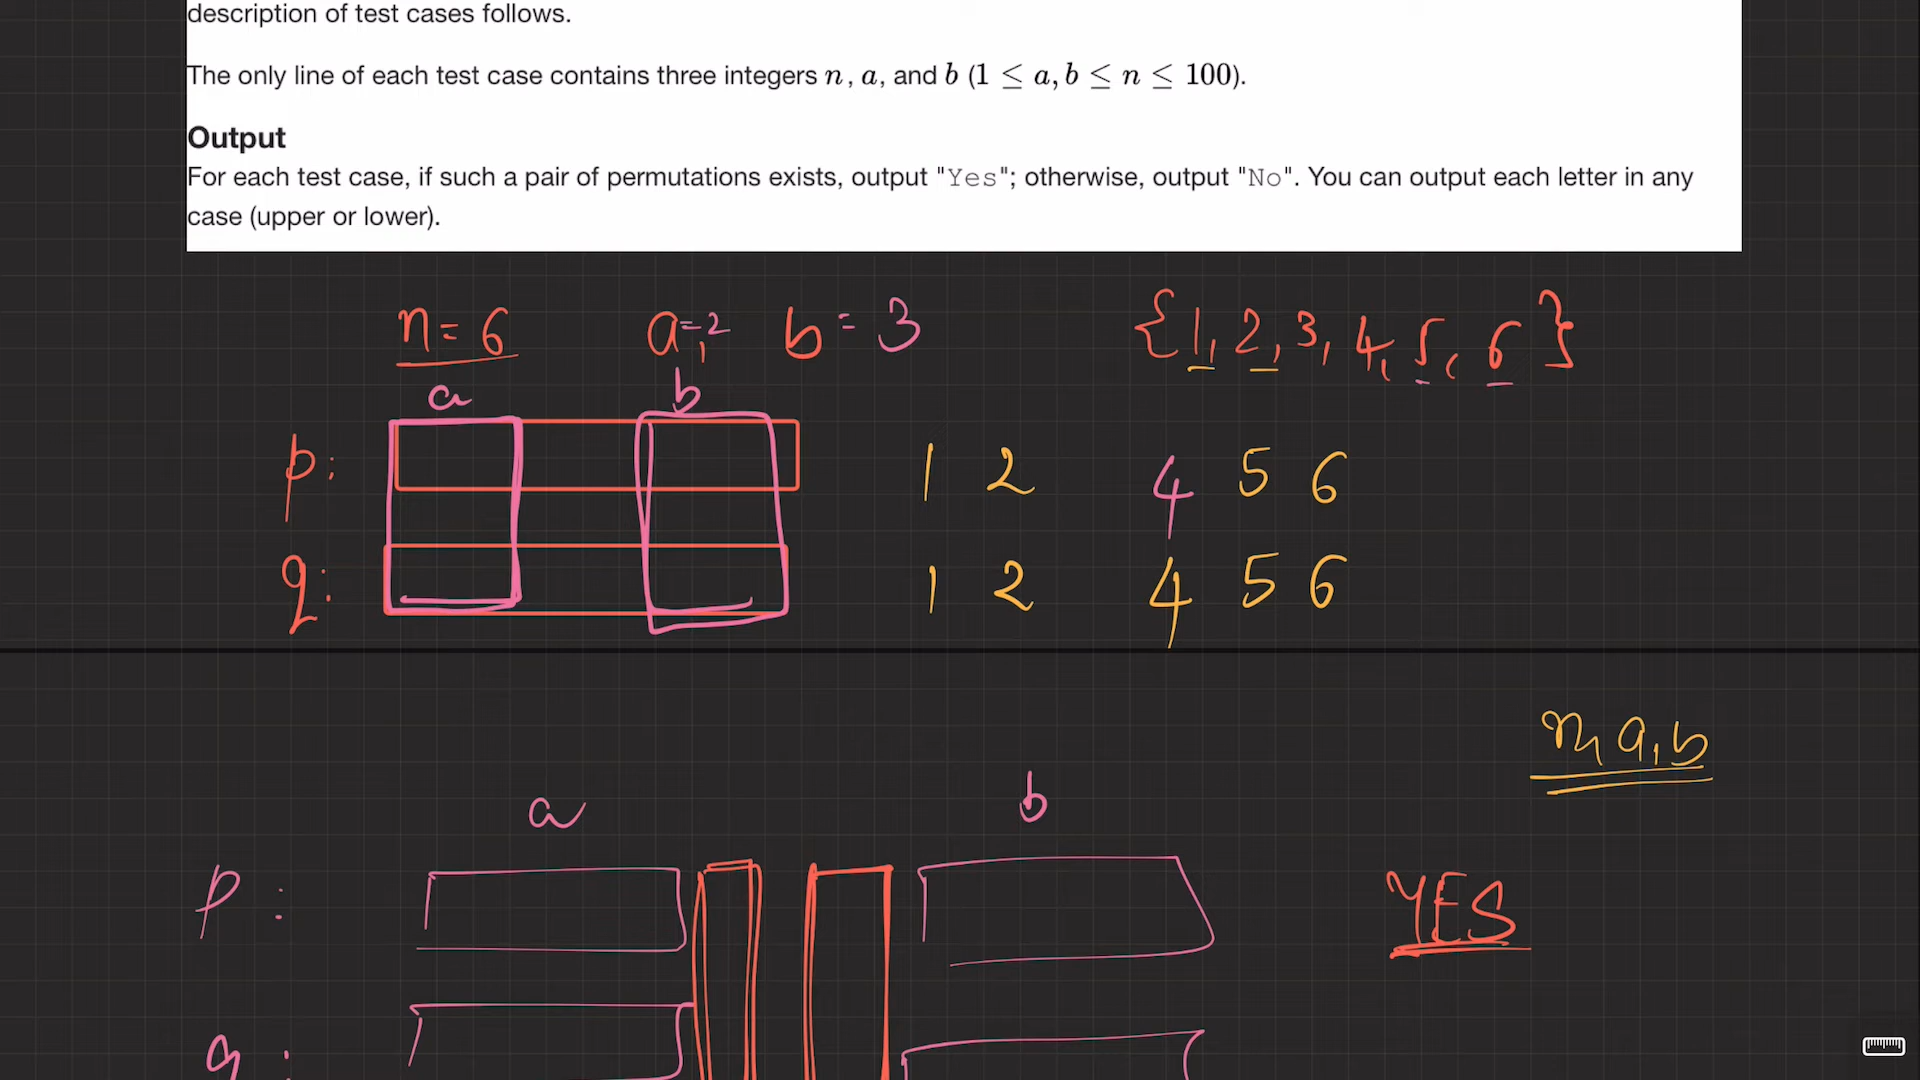 description of test cases follows.
The only line of each test case contains three integers n, a, and b (1 ≤ a, b ≤ n ≤ 100).
Output
For each test case, if such a pair of permutations exists, output "Yes"; otherwise, output "No". You can output each letter in any
case (upper or lower).
n = 6 a = 2, b = 3 {1, 2, 3, 4, 5, 6}
a b
p: 1 2 4 5 6
q: 1 2 4 5 6
n, a, b
a b
p: YES
q: